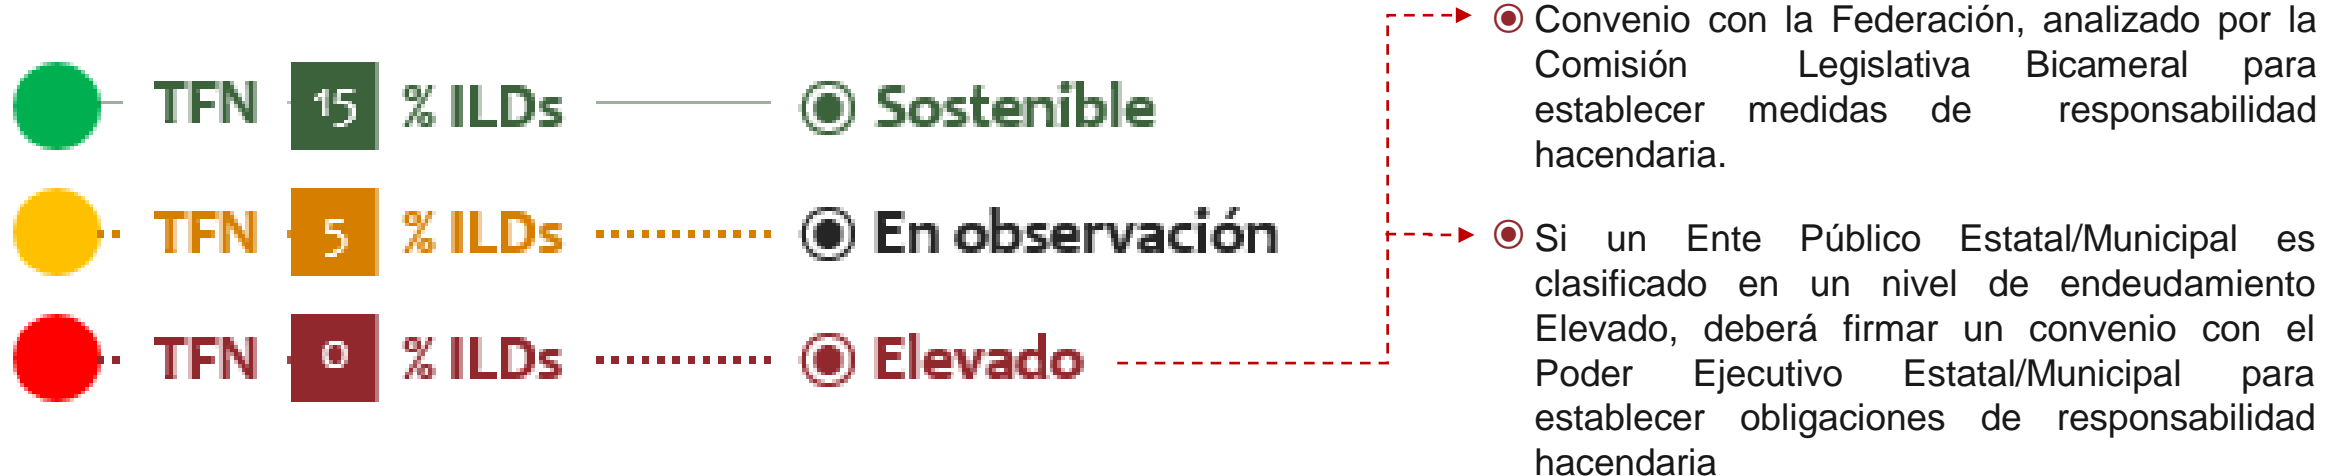 TFN 15 % ILDs Sostenible
TFN 5 % ILDs En observación
TFN 0 % ILDs Elevado
Convenio con la Federación, analizado por la
Comisión Legislativa Bicameral para
establecer medidas de responsabilidad
hacendaria.
Si un Ente Público Estatal/Municipal es
clasificado en un nivel de endeudamiento
Elevado, deberá firmar un convenio con el
Poder Ejecutivo Estatal/Municipal para
establecer obligaciones de responsabilidad
hacendaria